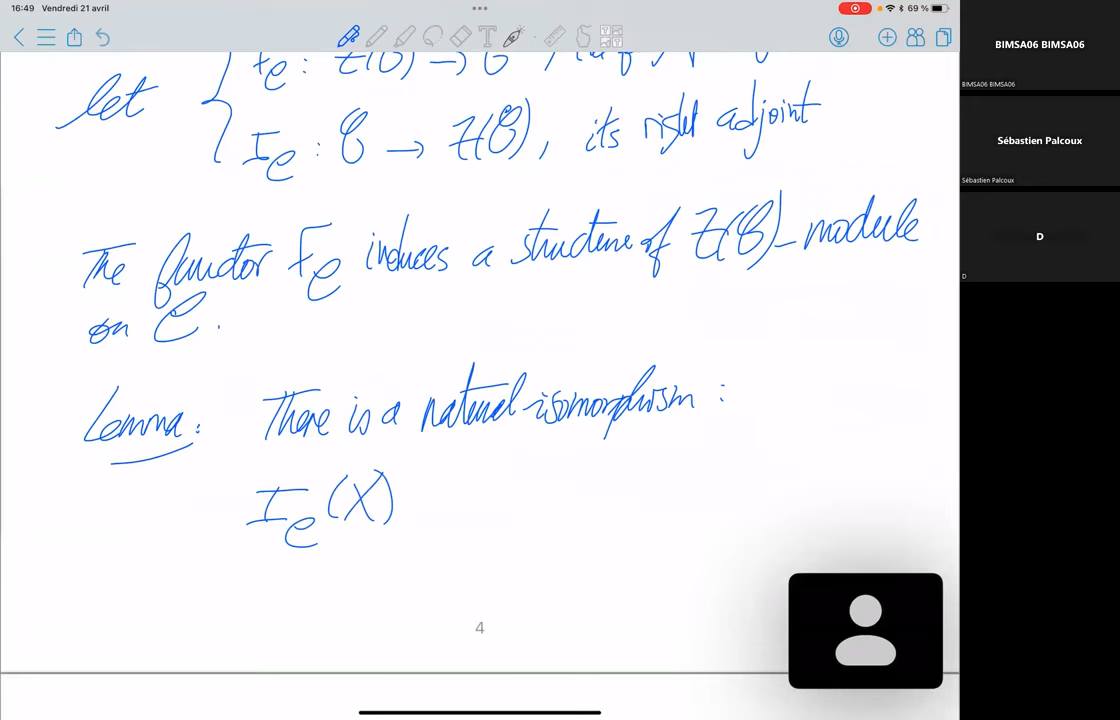 16:49 Vendredi 21 avril
69 %
let
F_C : Z(C) → C
I_C : C → Z(C), its right adjoint
The functor F_C induces a structure of Z(C)-module
on C.
Lemma: There is a natural isomorphism:
I_C(X)
4
BIMSA06 BIMSA06
BIMSA06 BIMSA06
Sébastien Palcoux
Sébastien Palcoux
D
D